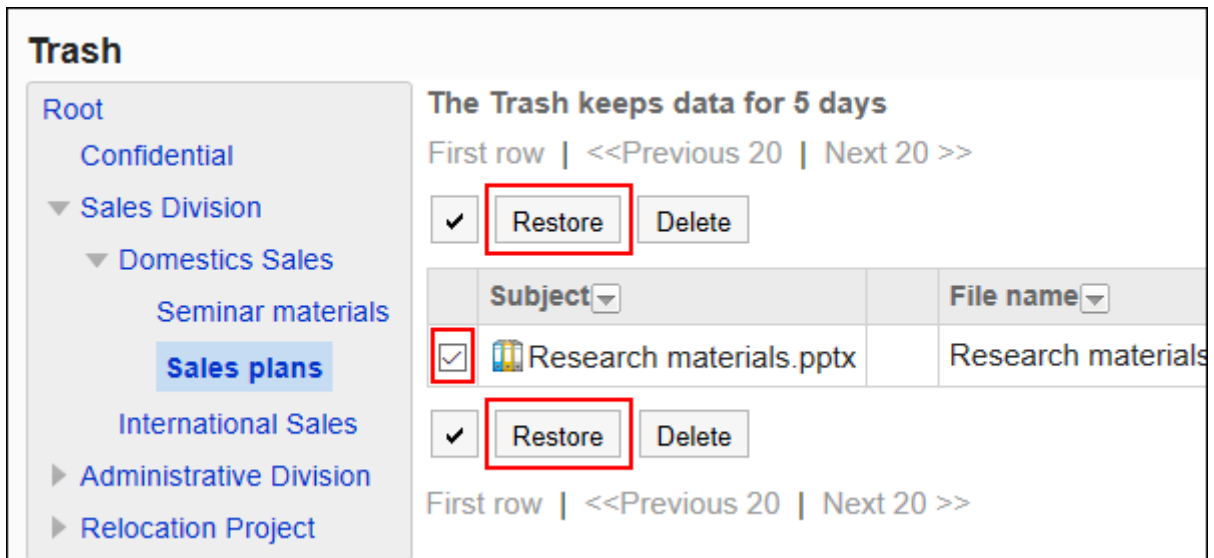 Trash
Root
Confidential
Sales Division
Domestics Sales
Seminar materials
Sales plans
International Sales
Administrative Division
Relocation Project
The Trash keeps data for 5 days
First row | <<Previous 20 | Next 20 >>
Restore Delete
Subject File name
Research materials.pptx Research materials
Restore Delete
First row | <<Previous 20 | Next 20 >>